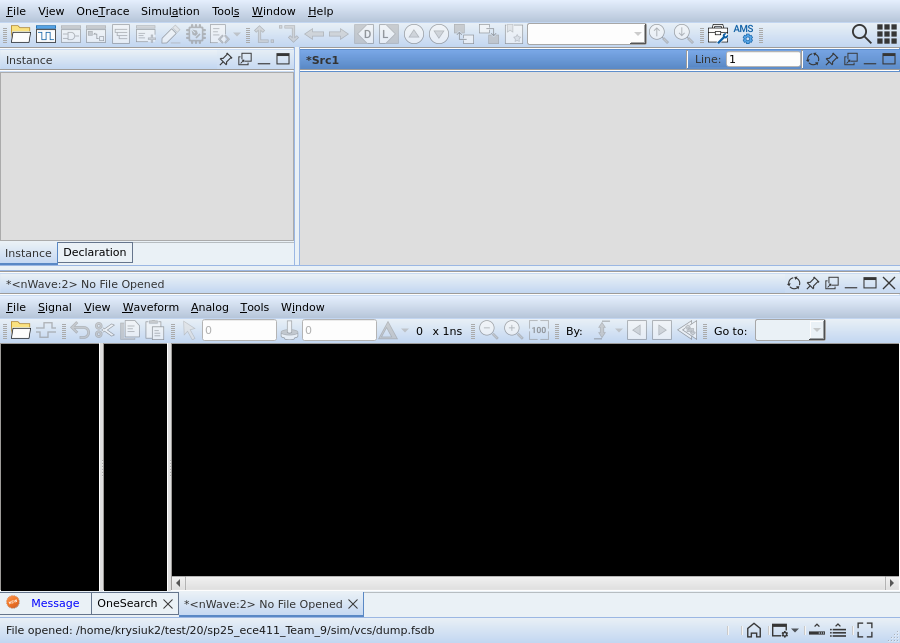 File View OneTrace Simulation Tools Window Help
D L AMS
Instance
*Src1 Line: 1
Instance Declaration
*<nWave:2> No File Opened
File Signal View Waveform Analog Tools Window
0 0 0 x 1ns 100 By: Go to:
Message OneSearch *<nWave:2> No File Opened
File opened: /home/krysiuk2/test/20/sp25_ece411_Team_9/sim/vcs/dump.fsdb